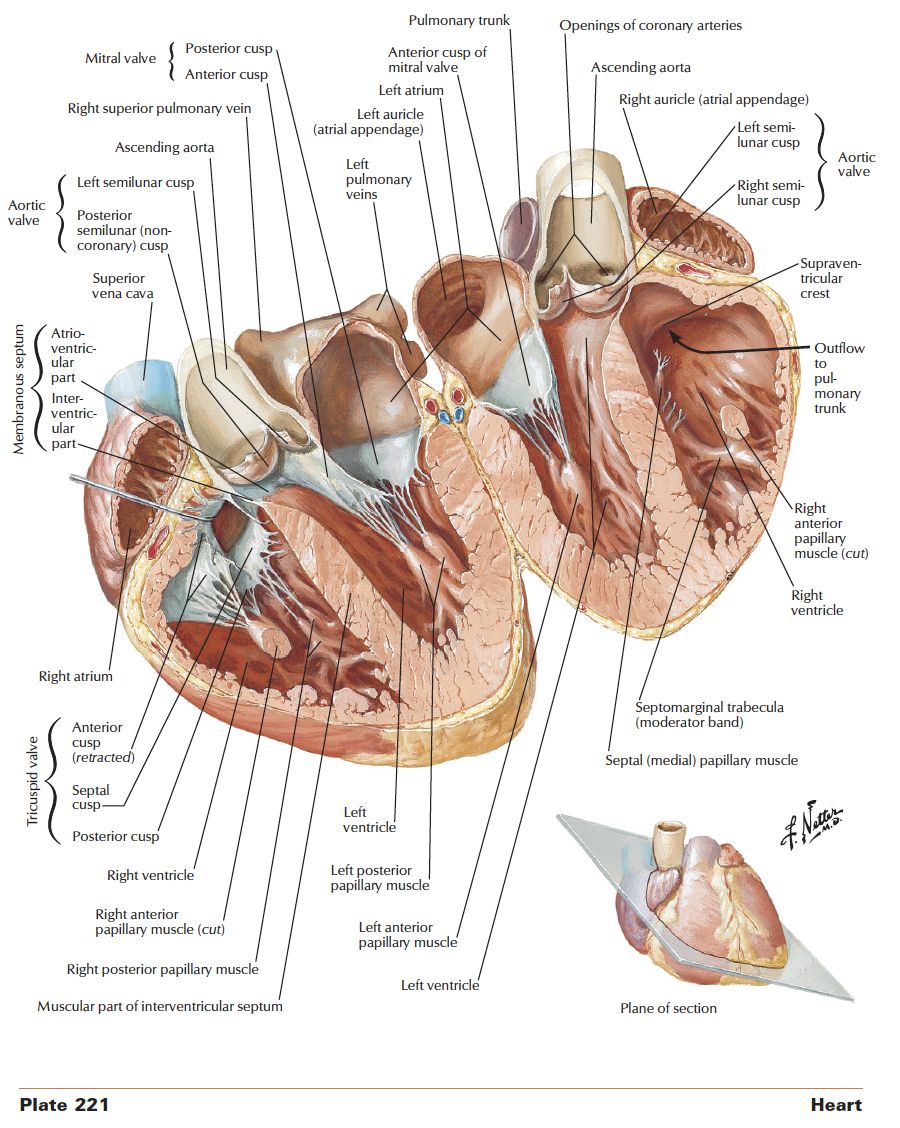 Pulmonary trunk
Openings of coronary arteries
Mitral valve
Posterior cusp
Anterior cusp
Anterior cusp of
mitral valve
Left atrium
Ascending aorta
Right superior pulmonary vein
Left auricle
(atrial appendage)
Right auricle (atrial appendage)
Left semi-
lunar cusp
Right semi-
lunar cusp
Aortic
valve
Ascending aorta
Left
pulmonary
veins
Aortic
valve
Left semilunar cusp
Posterior
semilunar (non-
coronary) cusp
Superior
vena cava
Supraven-
tricular
crest
Membranous septum
Atrio-
ventric-
ular
part
Inter-
ventric-
ular
part
Outflow
to
pul-
monary
trunk
Right
anterior
papillary
muscle (cut)
Right
ventricle
Right atrium
Septomarginal trabecula
(moderator band)
Septal (medial) papillary muscle
Tricuspid valve
Anterior
cusp
(retracted)
Septal
cusp
Posterior cusp
Left
ventricle
Right ventricle
Left posterior
papillary muscle
Right anterior
papillary muscle (cut)
Left anterior
papillary muscle
Right posterior papillary muscle
Left ventricle
Muscular part of interventricular septum
F. Netter
M.D.
Plane of section
Plate 221
Heart